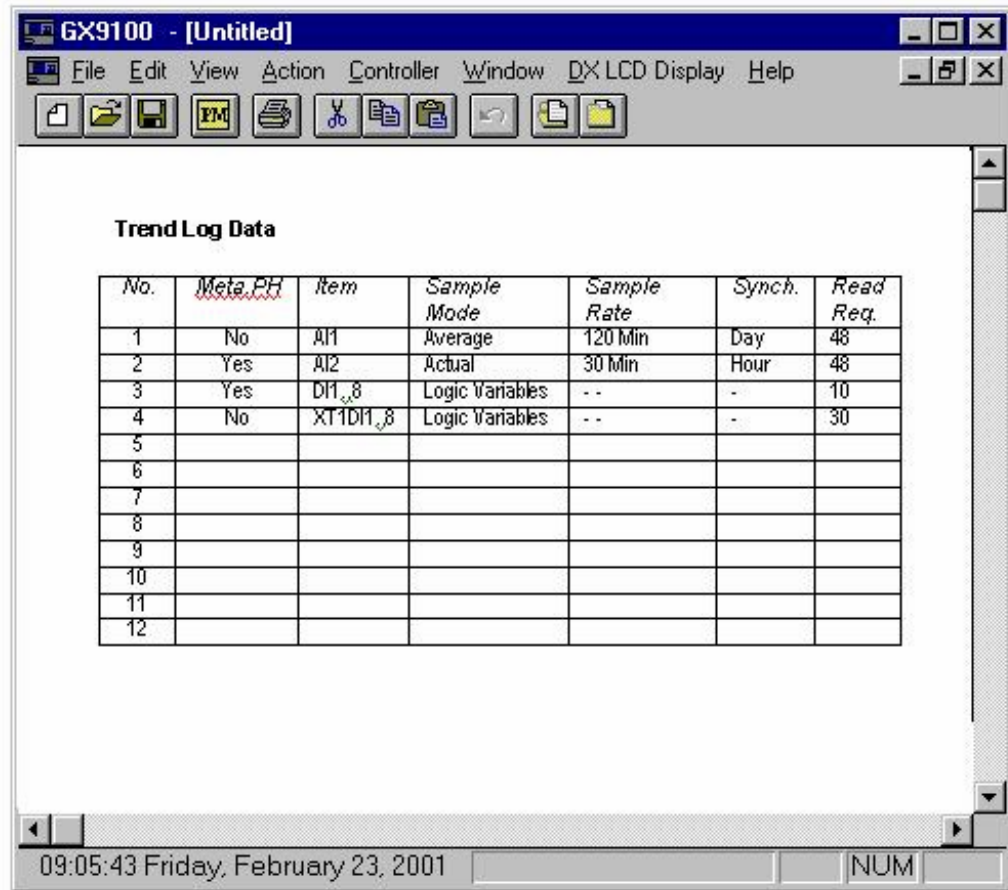 GX9100 - [Untitled]
File Edit View Action Controller Window DX LCD Display Help
PM
Trend Log Data
No. Meta.PH Item Sample Mode Sample Rate Synch. Read Req.
1 No AI1 Average 120 Min Day 48
2 Yes AI2 Actual 30 Min Hour 48
3 Yes DI1..8 Logic Variables - - - 10
4 No XT1DI1..8 Logic Variables - - - 30
5
6
7
8
9
10
11
12
09:05:43 Friday, February 23, 2001 NUM